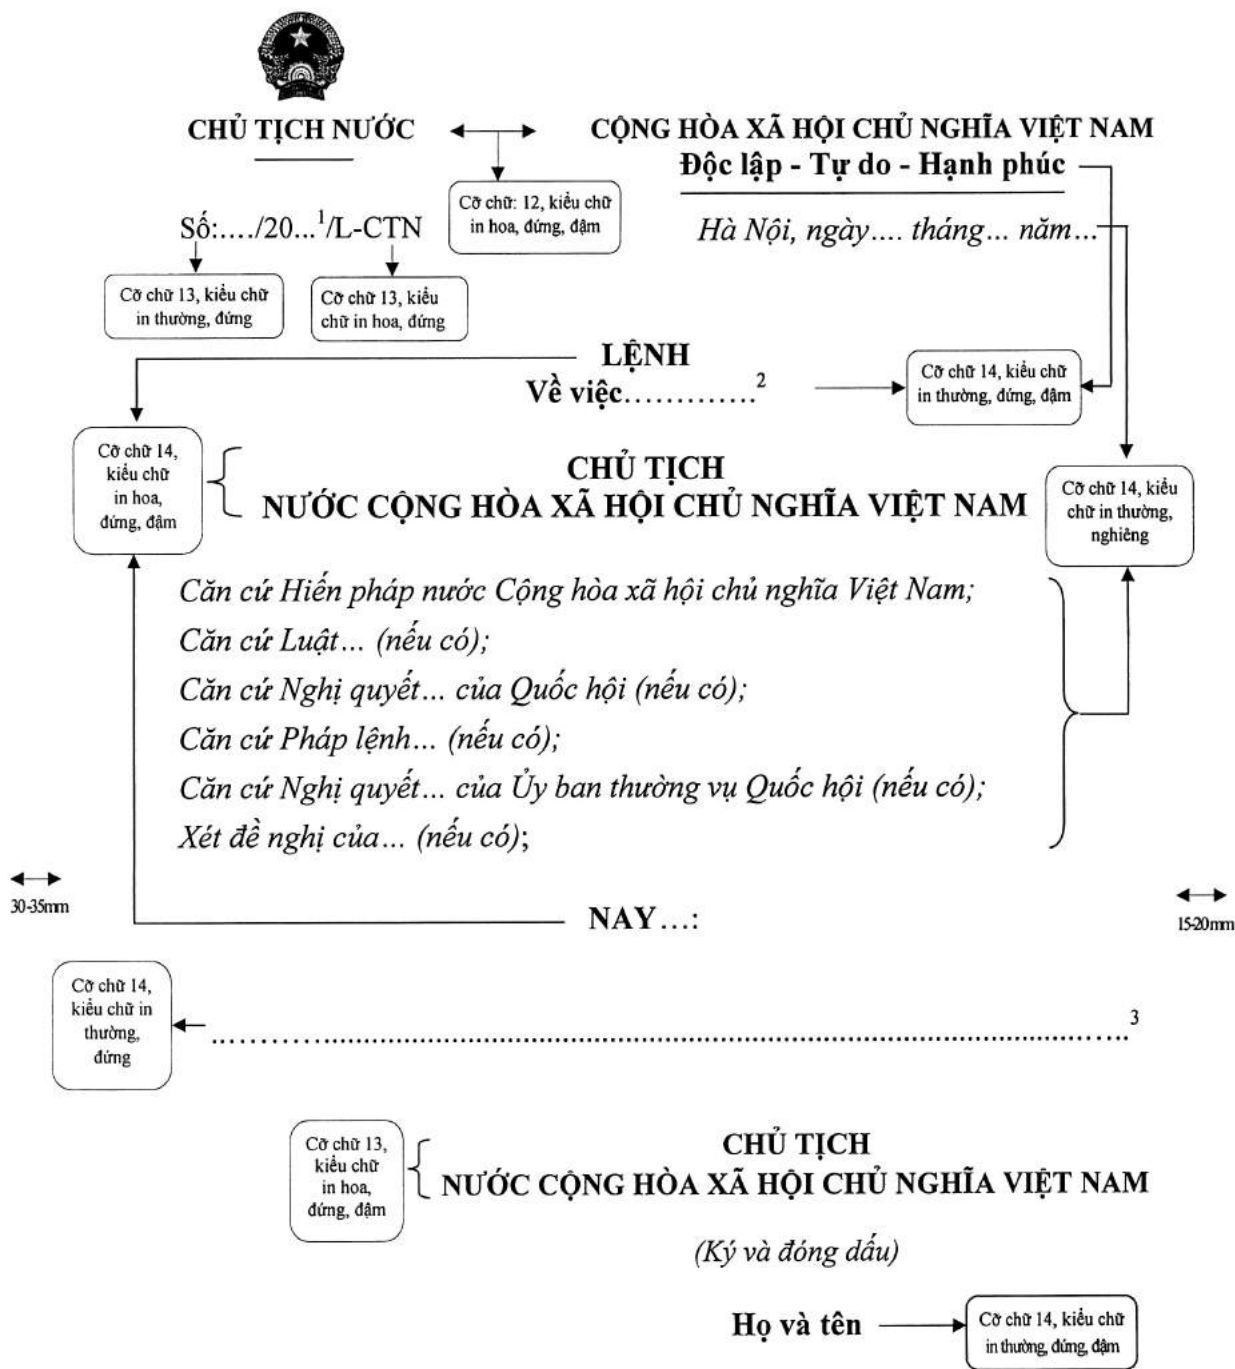 CHỦ TỊCH NƯỚC
CỘNG HÒA XÃ HỘI CHỦ NGHĨA VIỆT NAM
Độc lập - Tự do - Hạnh phúc
Cỡ chữ: 12, kiểu chữ
in hoa, đứng, đậm
Số:..../20...¹/L-CTN
Hà Nội, ngày.... tháng... năm...
Cỡ chữ 13, kiểu chữ
in thường, đứng
Cỡ chữ 13, kiểu
chữ in hoa, đứng
LỆNH
Về việc.............²
Cỡ chữ 14, kiểu chữ
in thường, đứng, đậm
Cỡ chữ 14,
kiểu chữ
in hoa,
đứng, đậm
CHỦ TỊCH
NƯỚC CỘNG HÒA XÃ HỘI CHỦ NGHĨA VIỆT NAM
Cỡ chữ 14, kiểu
chữ in thường,
nghiêng
Căn cứ Hiến pháp nước Cộng hòa xã hội chủ nghĩa Việt Nam;
Căn cứ Luật... (nếu có);
Căn cứ Nghị quyết... của Quốc hội (nếu có);
Căn cứ Pháp lệnh... (nếu có);
Căn cứ Nghị quyết... của Ủy ban thường vụ Quốc hội (nếu có);
Xét đề nghị của... (nếu có);
30-35mm
15-20mm
NAY...:
Cỡ chữ 14,
kiểu chữ in
thường,
đứng
..........................................................................................³
Cỡ chữ 13,
kiểu chữ
in hoa,
đứng, đậm
CHỦ TỊCH
NƯỚC CỘNG HÒA XÃ HỘI CHỦ NGHĨA VIỆT NAM
(Ký và đóng dấu)
Họ và tên
Cỡ chữ 14, kiểu chữ
in thường, đứng, đậm